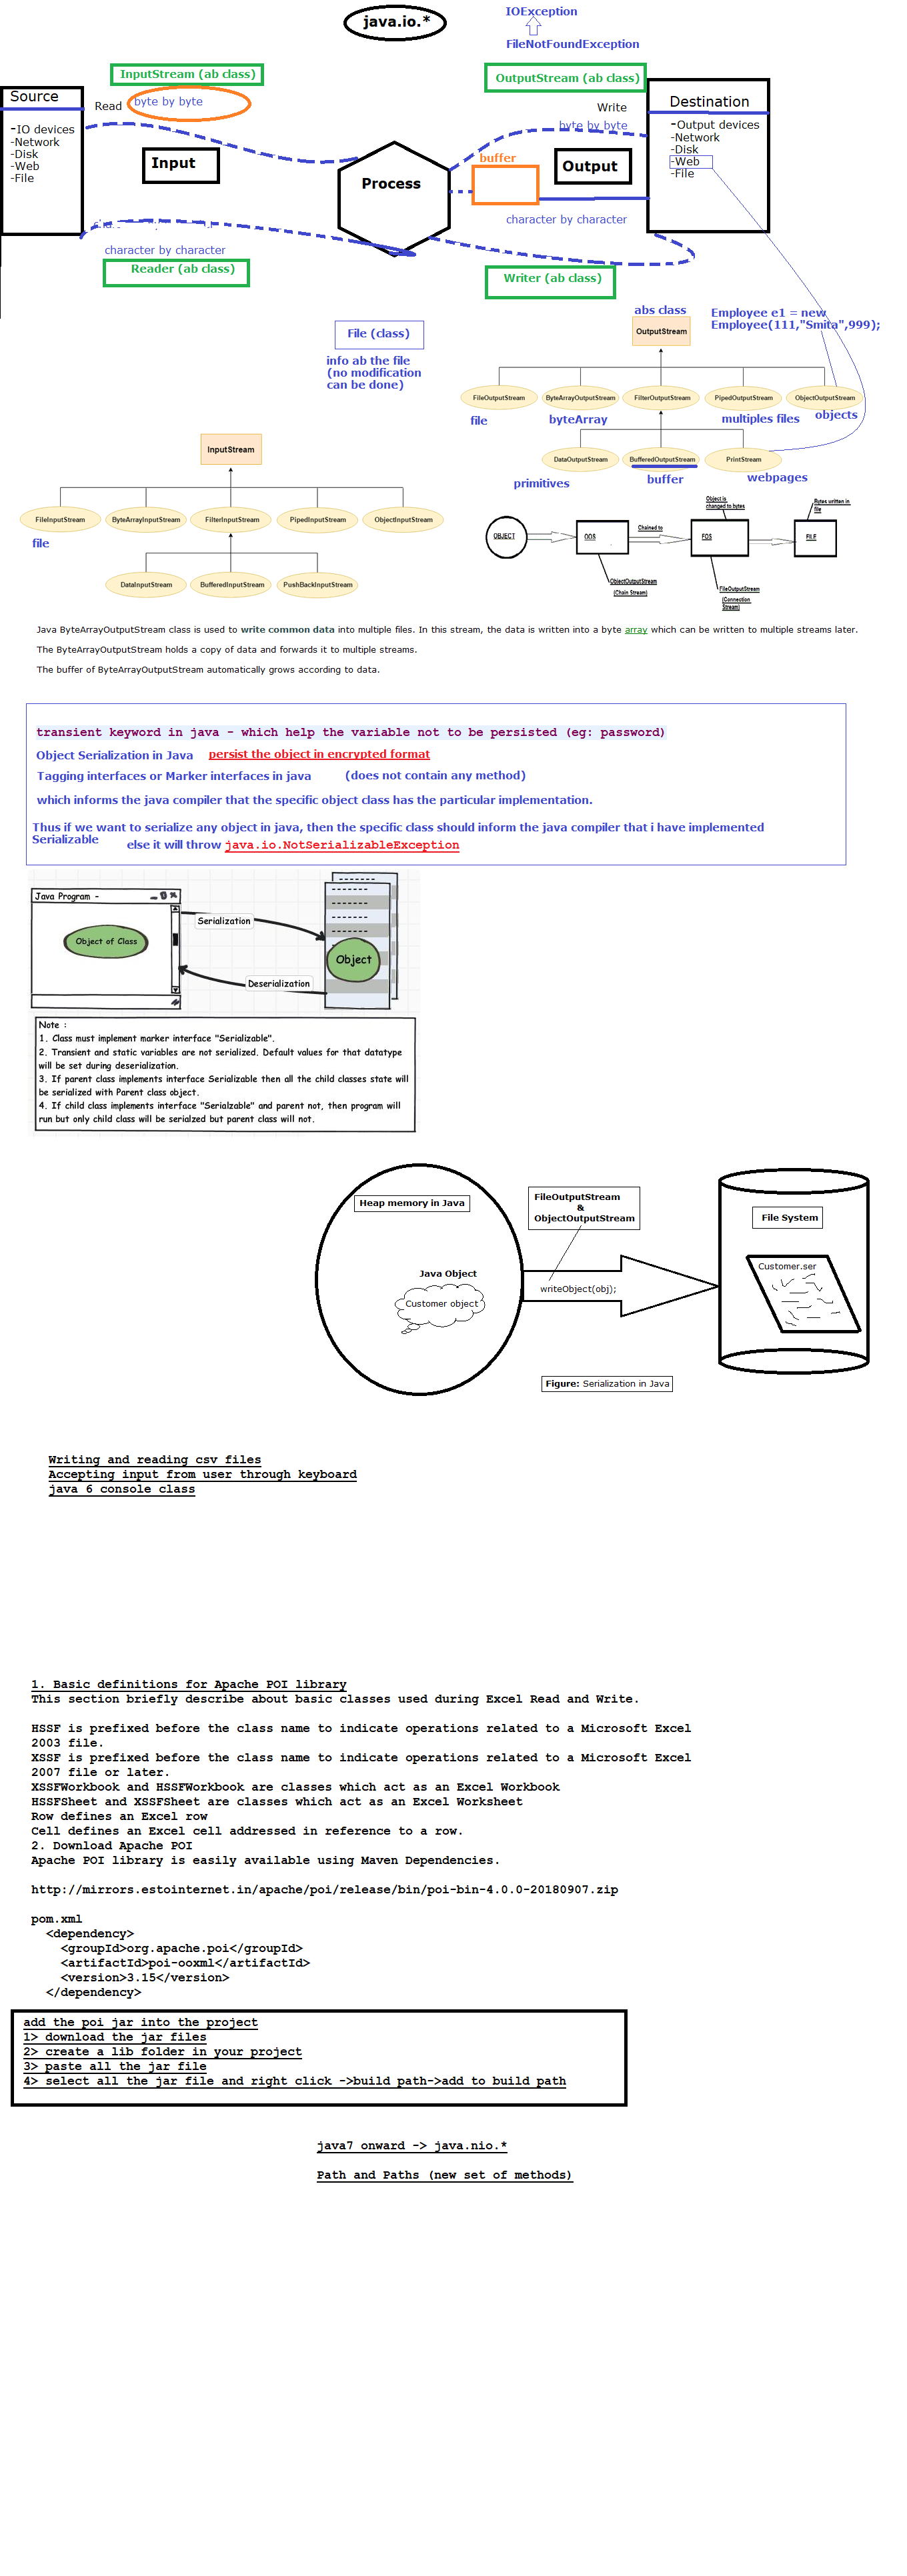 java.io.*
IOException
FileNotFoundException
InputStream (ab class)
OutputStream (ab class)
Source
Read
byte by byte
Write
byte by byte
Destination
-IO devices
-Network
-Disk
-Web
-File
-Output devices
-Network
-Disk
-Web
-File
Input
Process
buffer
Output
character by character
character by character
Reader (ab class)
Writer (ab class)
File (class)
info ab the file
(no modification
can be done)
abs class
OutputStream
Employee e1 = new
Employee(111,"Smita",999);
FileOutputStream
ByteArrayOutputStream
FilterOutputStream
PipedOutputStream
ObjectOutputStream
file
byteArray
multiples files
objects
DataOutputStream
BufferedOutputStream
PrintStream
primitives
buffer
webpages
InputStream
FileInputStream
ByteArrayInputStream
FilterInputStream
PipedInputStream
ObjectInputStream
file
DataInputStream
BufferedInputStream
PushBackInputStream
OBJECT
OOS
Chained to
Object is
changed to bytes
FOS
Bytes written in
file
FILE
ObjectOutputStream
(Chain Stream)
FileOutputStream
(Connection
Stream)
Java ByteArrayOutputStream class is used to write common data into multiple files. In this stream, the data is written into a byte array which can be written to multiple streams later.
The ByteArrayOutputStream holds a copy of data and forwards it to multiple streams.
The buffer of ByteArrayOutputStream automatically grows according to data.
transient keyword in java - which help the variable not to be persisted (eg: password)
Object Serialization in Java persist the object in encrypted format
Tagging interfaces or Marker interfaces in java (does not contain any method)
which informs the java compiler that the specific object class has the particular implementation.
Thus if we want to serialize any object in java, then the specific class should inform the java compiler that i have implemented
Serializable else it will throw java.io.NotSerializableException
Java Program -
Object of Class
Serialization
Deserialization
Object
Note :
1. Class must implement marker interface "Serializable".
2. Transient and static variables are not serialized. Default values for that datatype
will be set during deserialization.
3. If parent class implements interface Serializable then all the child classes state will
be serialized with Parent class object.
4. If child class implements interface "Serialzable" and parent not, then program will
run but only child class will be serialzed but parent class will not.
Heap memory in Java
Java Object
Customer object
FileOutputStream
&
ObjectOutputStream
writeObject(obj);
File System
Customer.ser
Figure: Serialization in Java
Writing and reading csv files
Accepting input from user through keyboard
java 6 console class
1. Basic definitions for Apache POI library
This section briefly describe about basic classes used during Excel Read and Write.
HSSF is prefixed before the class name to indicate operations related to a Microsoft Excel
2003 file.
XSSF is prefixed before the class name to indicate operations related to a Microsoft Excel
2007 file or later.
XSSFWorkbook and HSSFWorkbook are classes which act as an Excel Workbook
HSSFSheet and XSSFSheet are classes which act as an Excel Worksheet
Row defines an Excel row
Cell defines an Excel cell addressed in reference to a row.
2. Download Apache POI
Apache POI library is easily available using Maven Dependencies.
http://mirrors.estointernet.in/apache/poi/release/bin/poi-bin-4.0.0-20180907.zip
pom.xml
<dependency>
<groupId>org.apache.poi</groupId>
<artifactId>poi-ooxml</artifactId>
<version>3.15</version>
</dependency>
add the poi jar into the project
1> download the jar files
2> create a lib folder in your project
3> paste all the jar file
4> select all the jar file and right click ->build path->add to build path
java7 onward -> java.nio.*
Path and Paths (new set of methods)